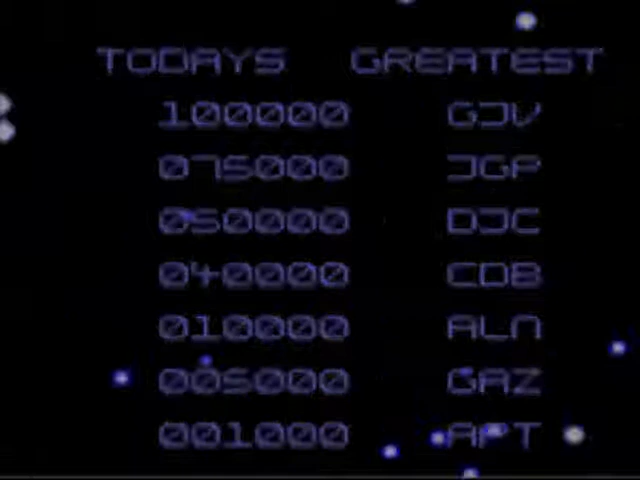 TODAYS GREATEST
100000 GJV
075000 JGP
050000 DJC
040000 CDB
010000 ALN
005000 GAZ
001000 APT